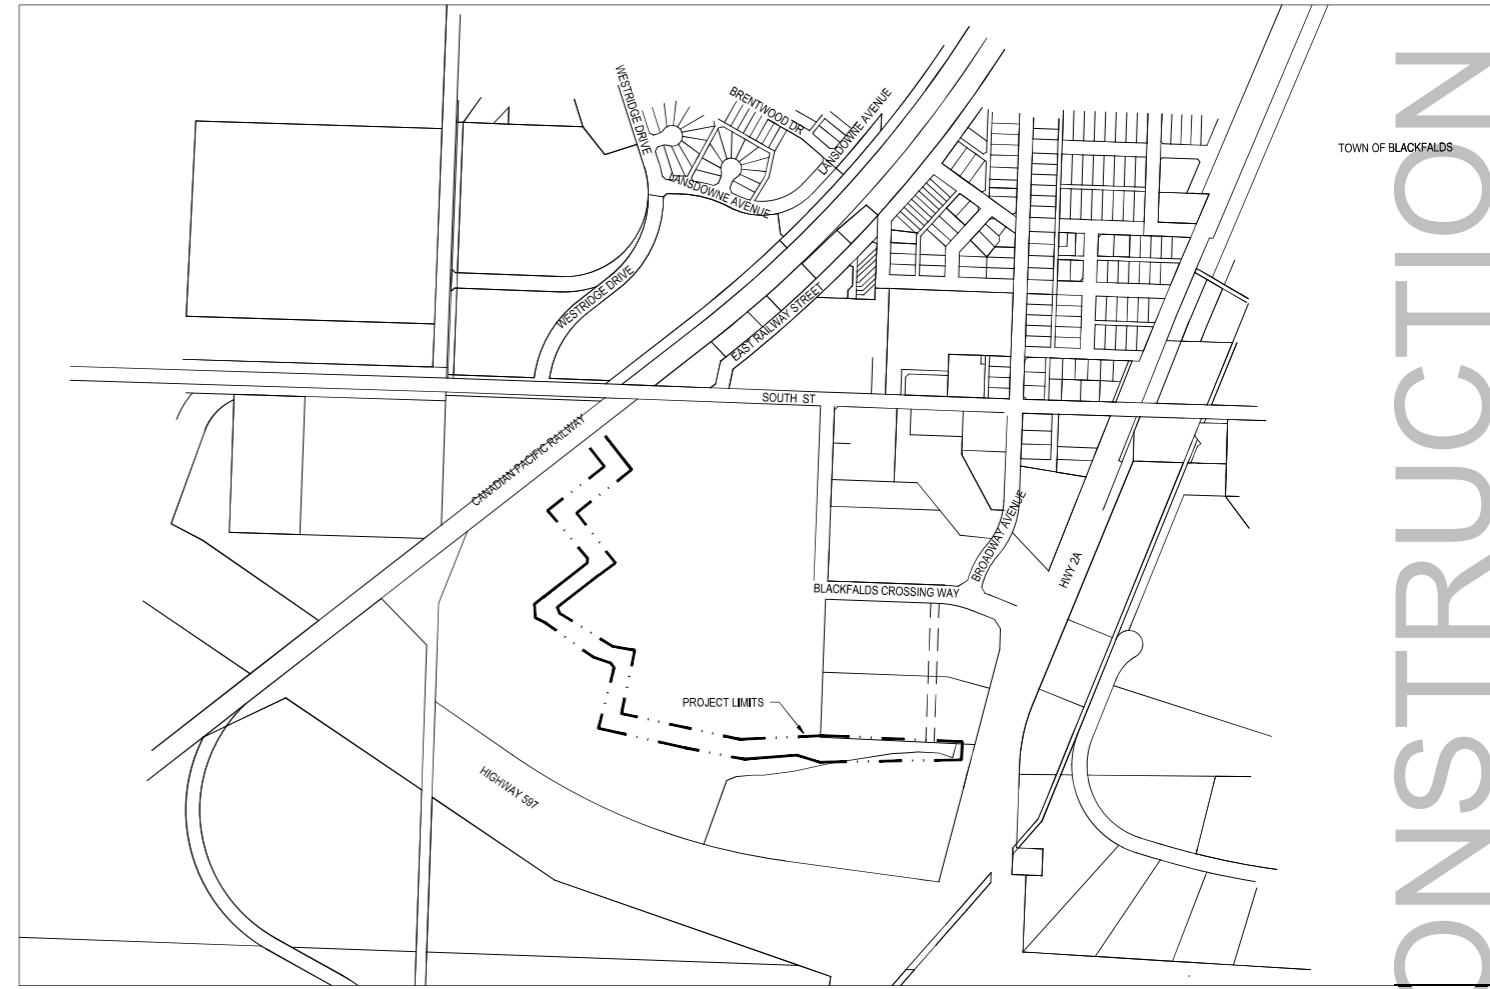 WESTRIDGE DRIVE
BRENTWOOD DR
LANSDOWNE AVENUE
LANSDOWNE AVENUE
TOWN OF BLACKFALDS
WESTRIDGE DRIVE
EAST RAILWAY STREET
SOUTH ST
CANADIAN PACIFIC RAILWAY
BROADWAY AVENUE
HWY 2A
BLACKFALDS CROSSING WAY
PROJECT LIMITS
HIGHWAY 597
ONSTRUCTION